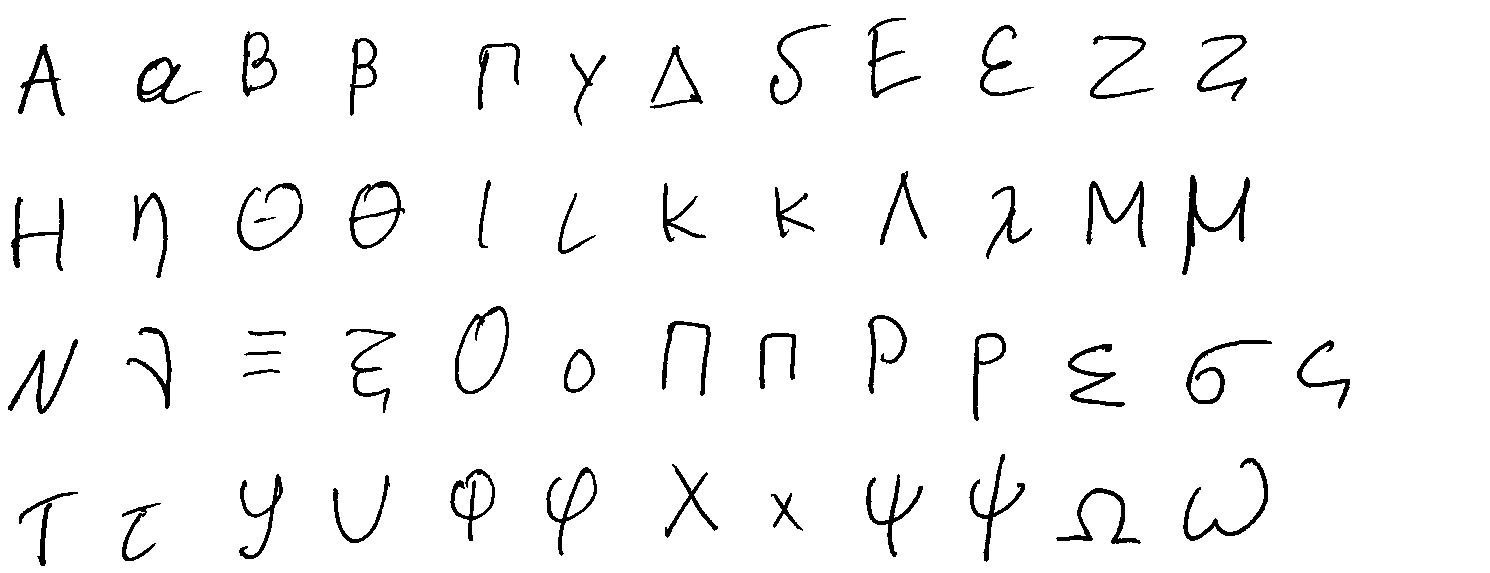 Α α Β β Γ γ Δ δ Ε ε Ζ ζ
Η η Θ θ Ι ι Κ κ Λ λ Μ μ
Ν ν Ξ ξ Ο ο Π π Ρ ρ Σ σ ς
Τ τ Υ υ Φ φ Χ χ Ψ ψ Ω ω